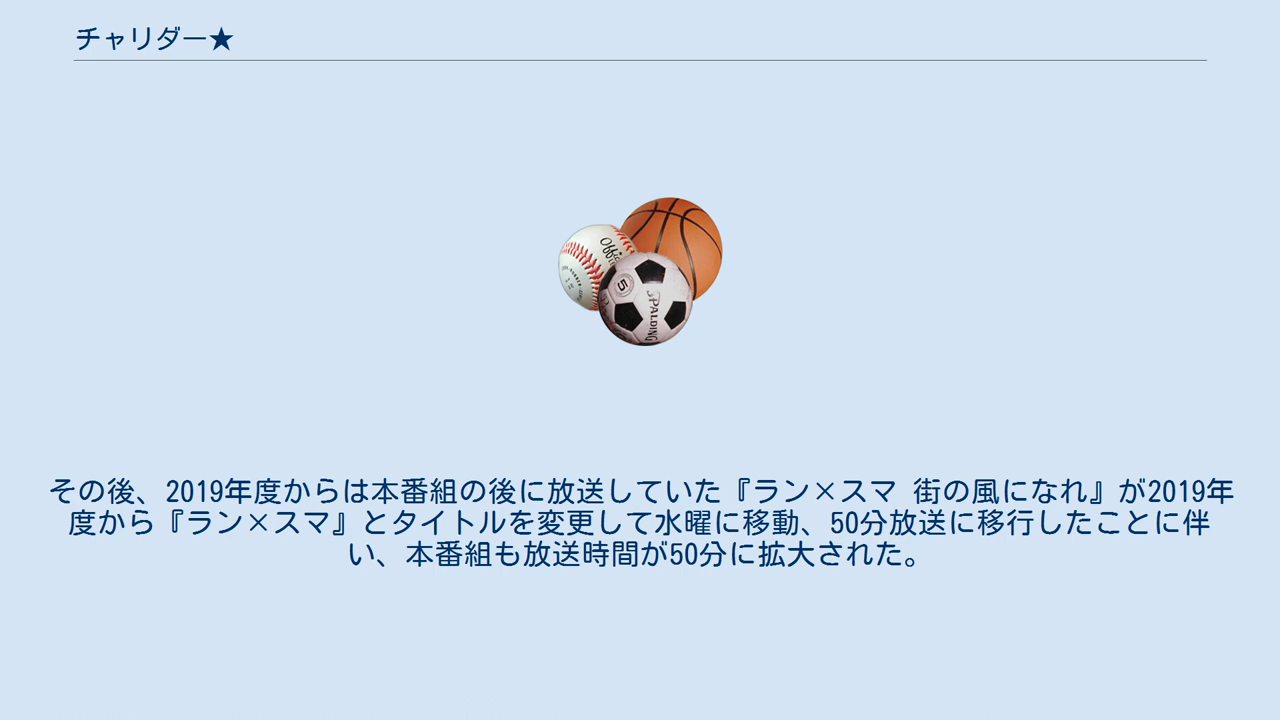 チャリダー★
Offic
5
SPALDING
その後、2019年度からは本番組の後に放送していた『ラン×スマ 街の風になれ』が2019年
度から『ラン×スマ』とタイトルを変更して水曜に移動、50分放送に移行したことに伴
い、本番組も放送時間が50分に拡大された。